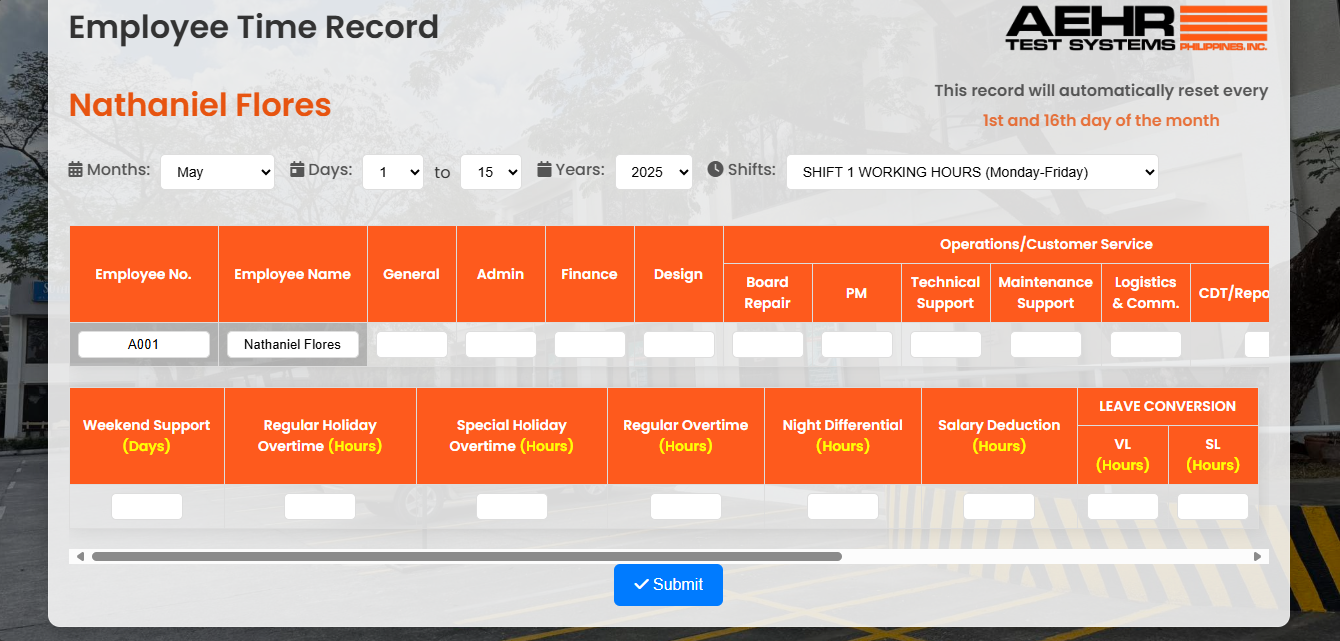 Employee Time Record
AEHR
TEST SYSTEMS PHILIPPINES, INC.
Nathaniel Flores
This record will automatically reset every
1st and 16th day of the month
Months: May Days: 1 to 15 Years: 2025 Shifts: SHIFT 1 WORKING HOURS (Monday-Friday)
Operations/Customer Service
Employee No. Employee Name General Admin Finance Design
Board Repair PM Technical Support Maintenance Support Logistics & Comm. CDT/Repa
A001 Nathaniel Flores
LEAVE CONVERSION
Weekend Support (Days) Regular Holiday Overtime (Hours) Special Holiday Overtime (Hours) Regular Overtime (Hours) Night Differential (Hours) Salary Deduction (Hours)
VL (Hours) SL (Hours)
Submit